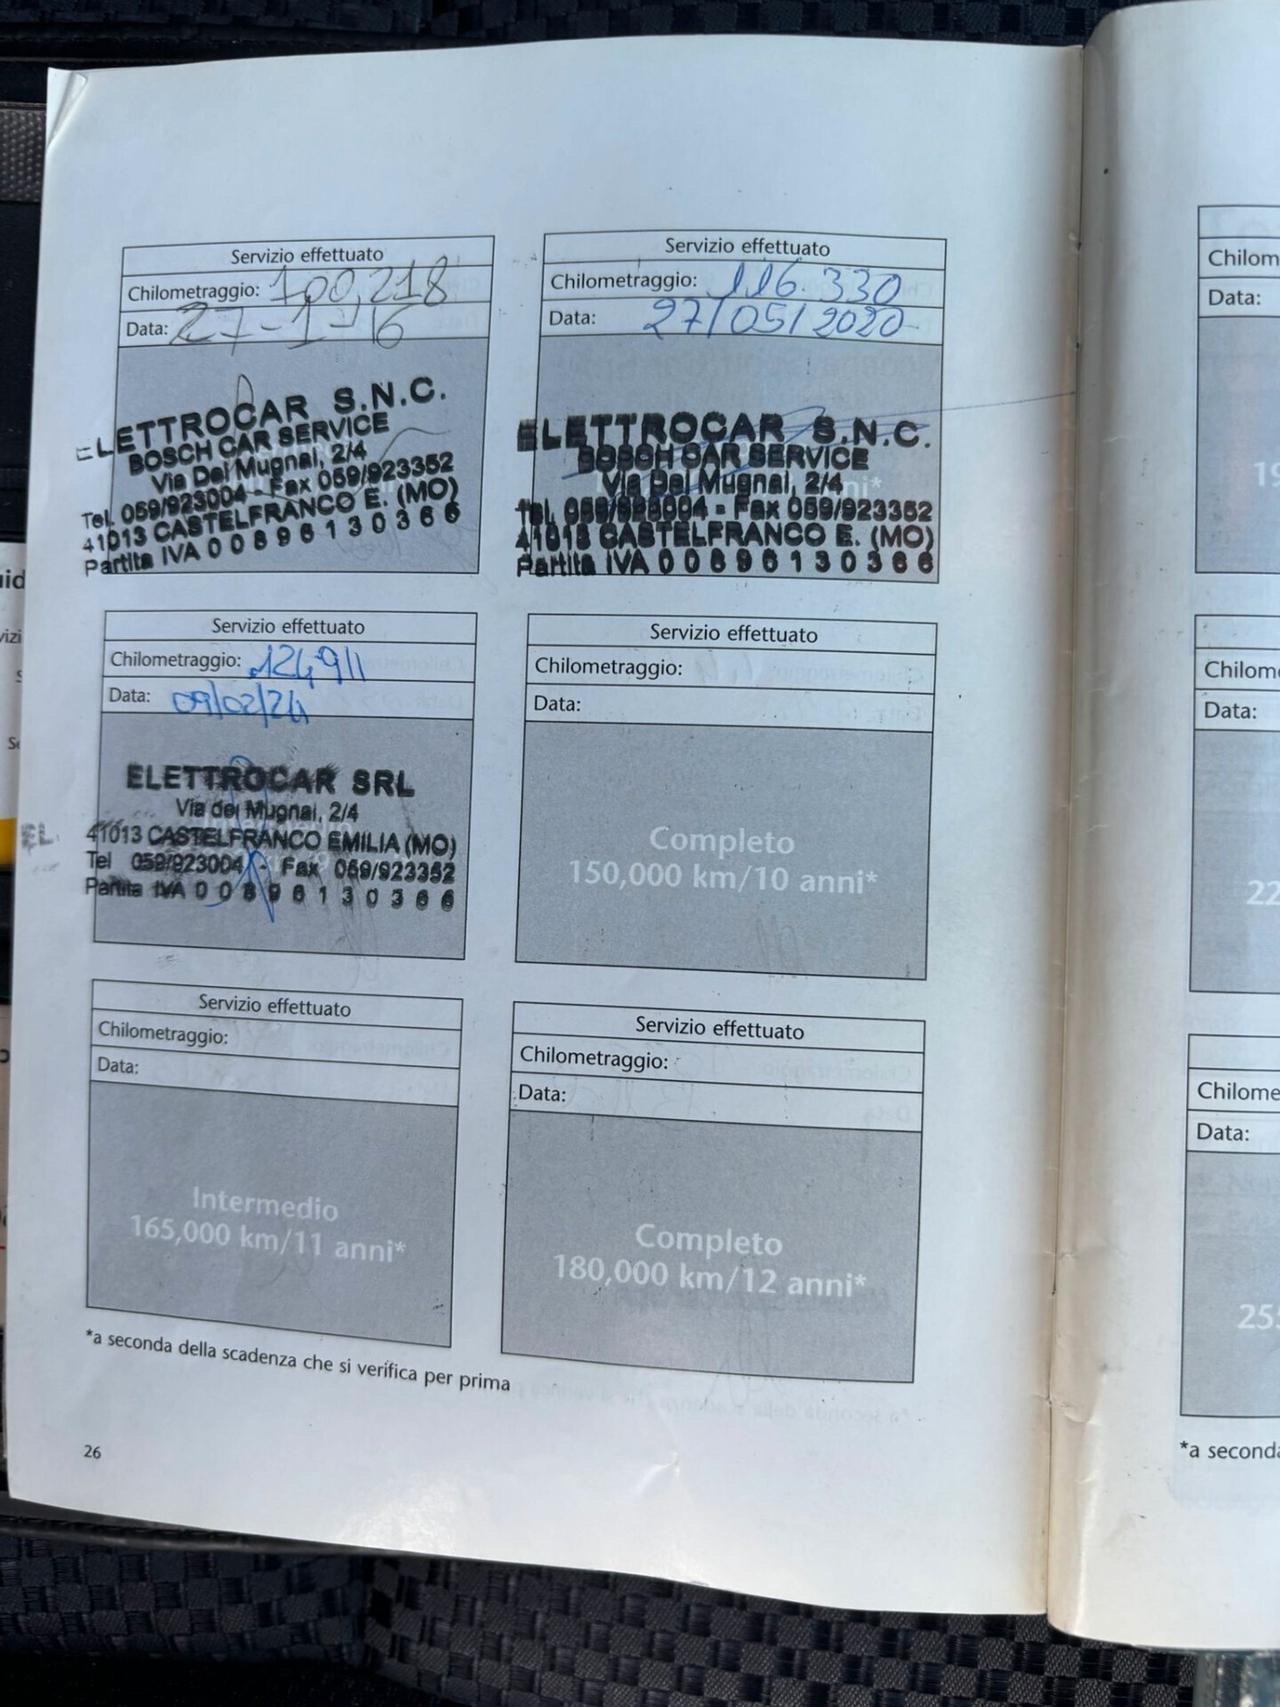 Servizio effettuato
Chilometraggio: 100,218
Data: 27-1-16
ELETTROCAR S.N.C.
BOSCH CAR SERVICE
Via Dei Mugnai, 2/4
Tel. 059/923004 - Fax 059/923352
41013 CASTELFRANCO E. (MO)
Partita IVA 0 0 8 9 6 1 3 0 3 6 6
Servizio effettuato
Chilometraggio: 116.330
Data: 27/05/2020
ELETTROCAR S.N.C.
BOSCH CAR SERVICE
Via Dei Mugnai, 2/4
Tel. 059/923004 - Fax 059/923352
41013 CASTELFRANCO E. (MO)
Partita IVA 0 0 8 9 6 1 3 0 3 6 6
Servizio effettuato
Chilometraggio: 124911
Data: 09/02/24
ELETTROCAR SRL
Via dei Mugnai, 2/4
41013 CASTELFRANCO EMILIA (MO)
Tel 059/923004 - Fax 059/923352
Partita IVA 0 0 8 9 6 1 3 0 3 6 6
EL
Servizio effettuato
Chilometraggio:
Data:
Completo
150,000 km/10 anni*
Servizio effettuato
Chilometraggio:
Data:
Intermedio
165,000 km/11 anni*
Servizio effettuato
Chilometraggio:
Data:
Completo
180,000 km/12 anni*
*a seconda della scadenza che si verifica per prima
26
Chilom
Data:
Chilome
Data:
22
Chilome
Data:
25
*a seconda